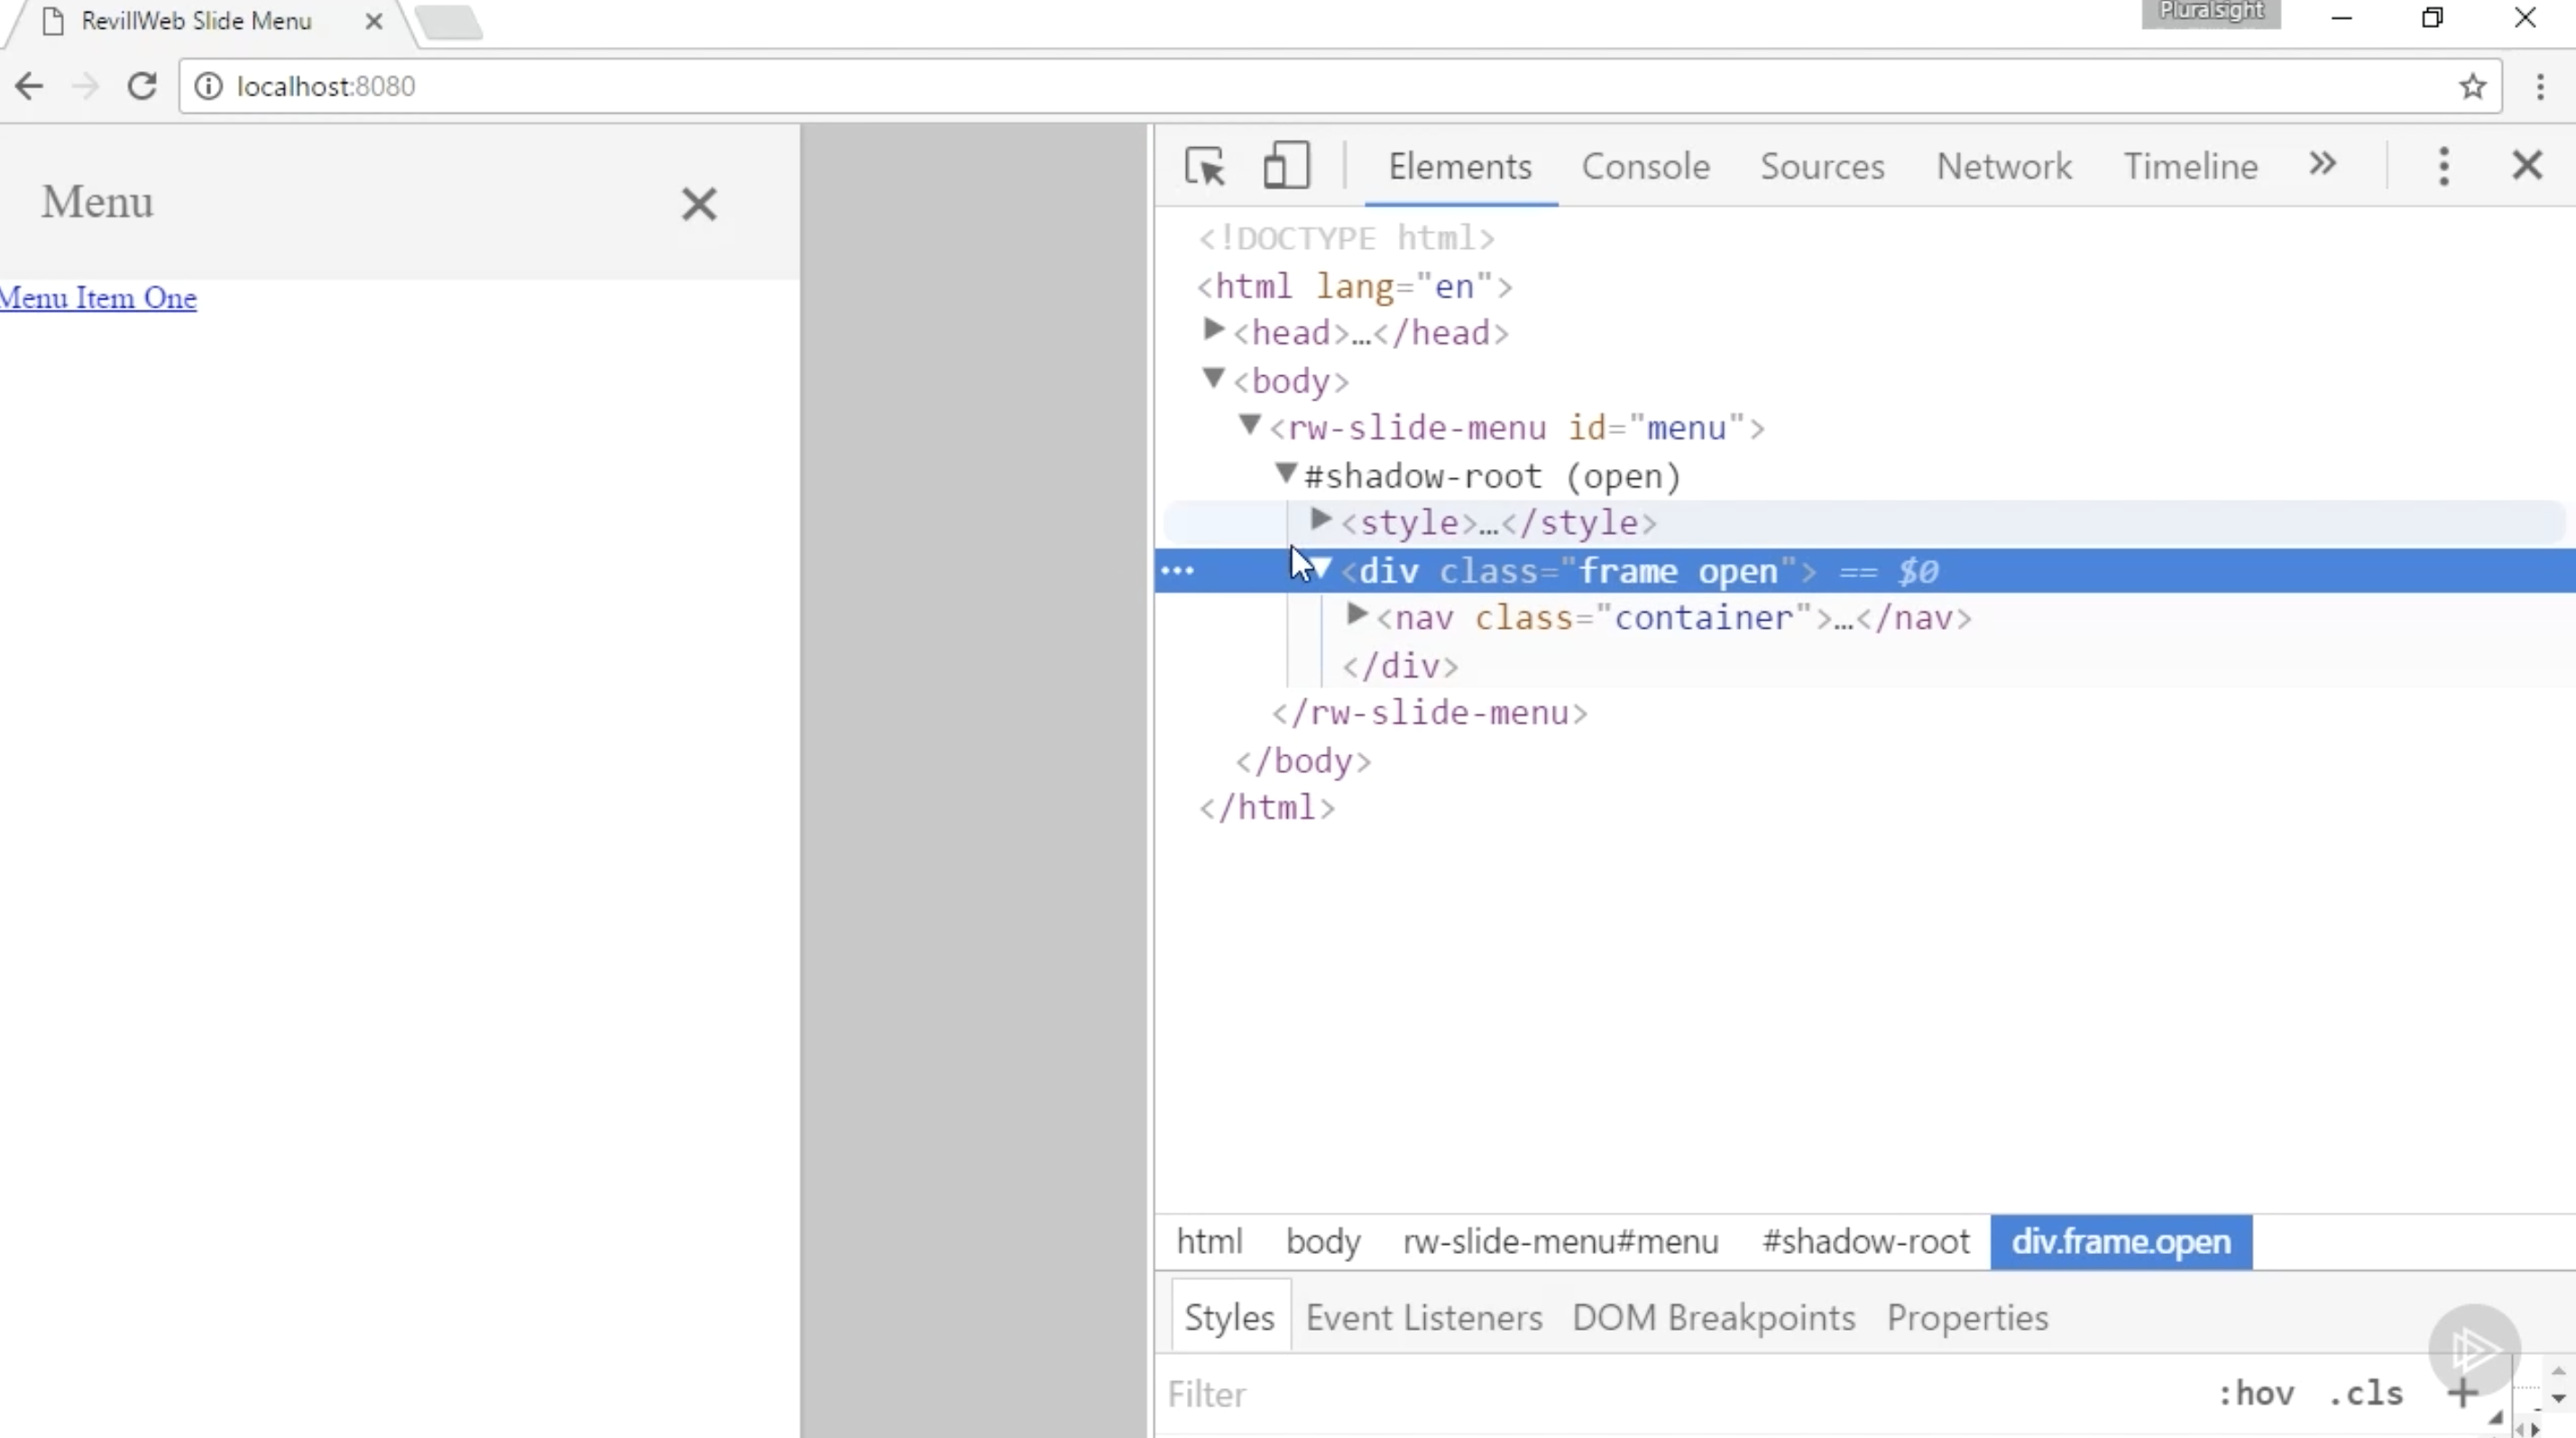 RevillWeb Slide Menu
Pluralsight
localhost:8080
Menu
Menu Item One
Elements Console Sources Network Timeline
<!DOCTYPE html>
<html lang="en">
<head>…</head>
<body>
<rw-slide-menu id="menu">
#shadow-root (open)
<style>…</style>
<div class="frame open"> == $0
<nav class="container">…</nav>
</div>
</rw-slide-menu>
</body>
</html>
html body rw-slide-menu#menu #shadow-root div.frame.open
Styles Event Listeners DOM Breakpoints Properties
Filter :hov .cls +